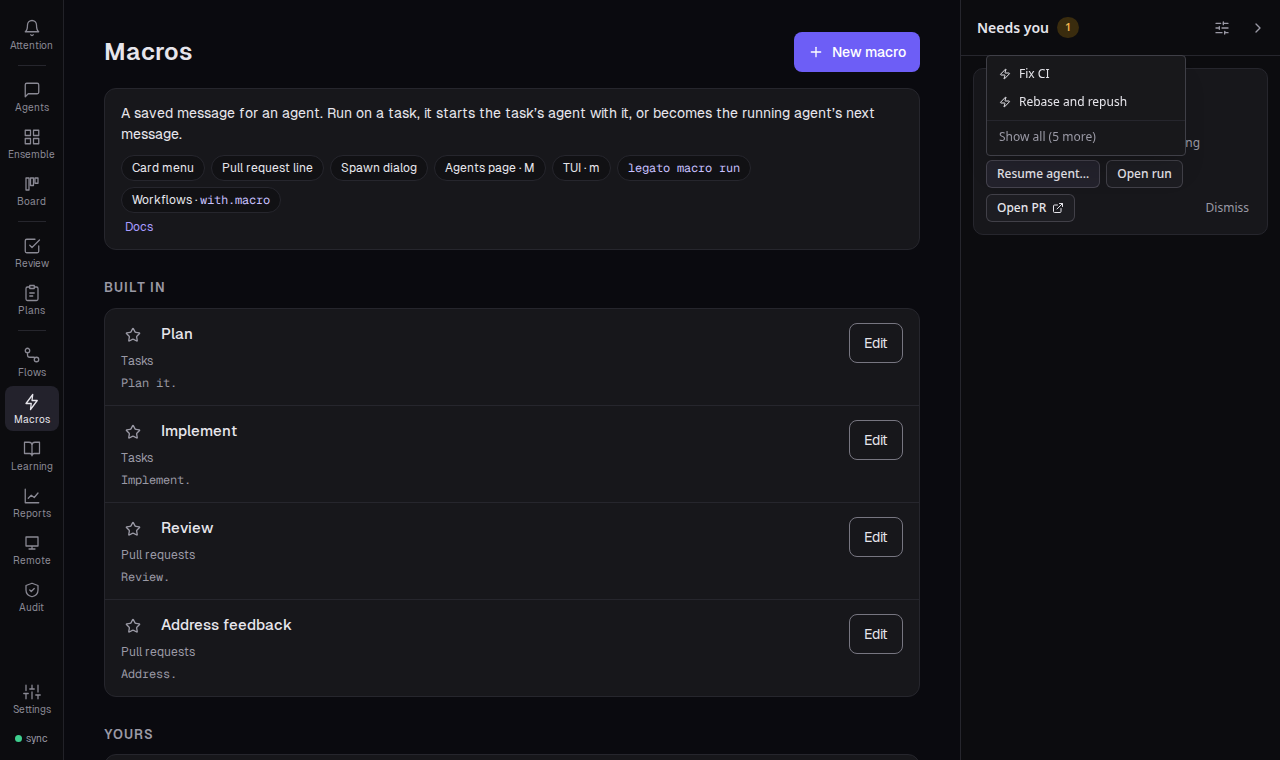 Attention
Agents
Ensemble
Board
Review
Plans
Flows
Macros
Learning
Reports
Remote
Audit
Settings
sync
Macros
New macro
A saved message for an agent. Run on a task, it starts the task's agent with it, or becomes the running agent's next
message.
Card menu
Pull request line
Spawn dialog
Agents page · M
TUI · m
legato macro run
Workflows · with.macro
Docs
BUILT IN
Plan
Edit
Tasks
Plan it.
Implement
Edit
Tasks
Implement.
Review
Edit
Pull requests
Review.
Address feedback
Edit
Pull requests
Address.
YOURS
Needs you 1
Fix CI
Rebase and repush
Show all (5 more)
Resume agent...
Open run
Open PR
Dismiss